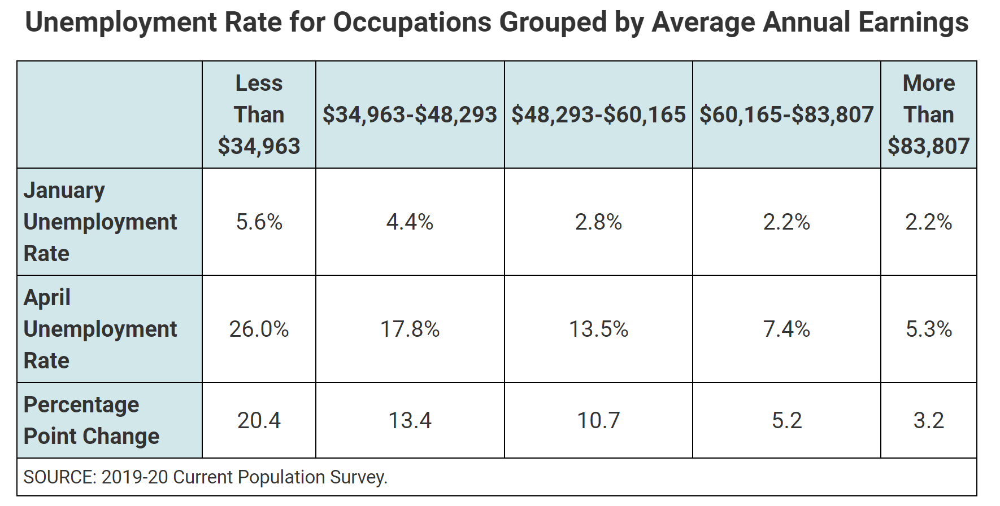 Unemployment Rate for Occupations Grouped by Average Annual Earnings
Less
Than
$34,963
$34,963-$48,293
$48,293-$60,165
$60,165-$83,807
More
Than
$83,807
January
Unemployment
Rate
5.6%
4.4%
2.8%
2.2%
2.2%
April
Unemployment
Rate
26.0%
17.8%
13.5%
7.4%
5.3%
Percentage
Point Change
20.4
13.4
10.7
5.2
3.2
SOURCE: 2019-20 Current Population Survey.